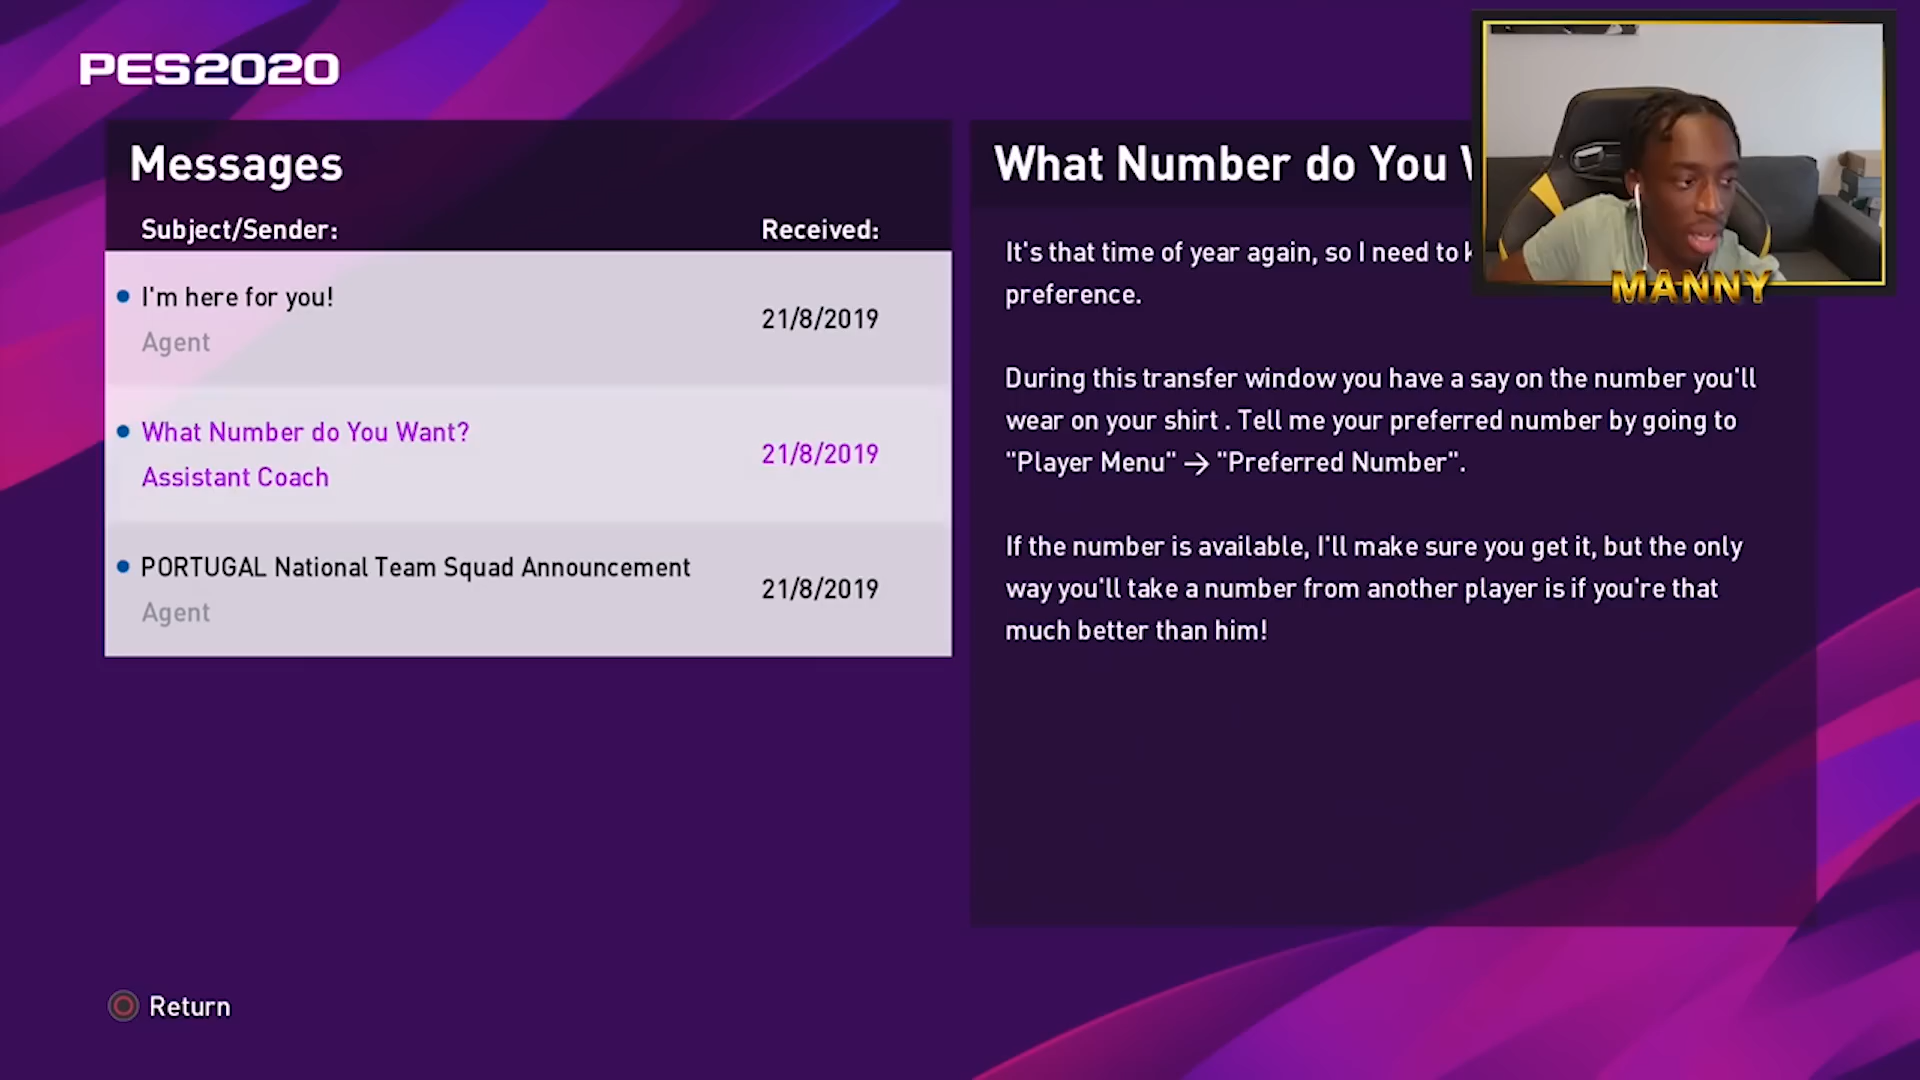 PES2020
Messages
Subject/Sender:
Received:
I'm here for you!
Agent
21/8/2019
What Number do You Want?
Assistant Coach
21/8/2019
PORTUGAL National Team Squad Announcement
Agent
21/8/2019
What Number do You
It's that time of year again, so I need to
preference.
During this transfer window you have a say on the number you'll
wear on your shirt . Tell me your preferred number by going to
"Player Menu" → "Preferred Number".
If the number is available, I'll make sure you get it, but the only
way you'll take a number from another player is if you're that
much better than him!
MANNY
Return